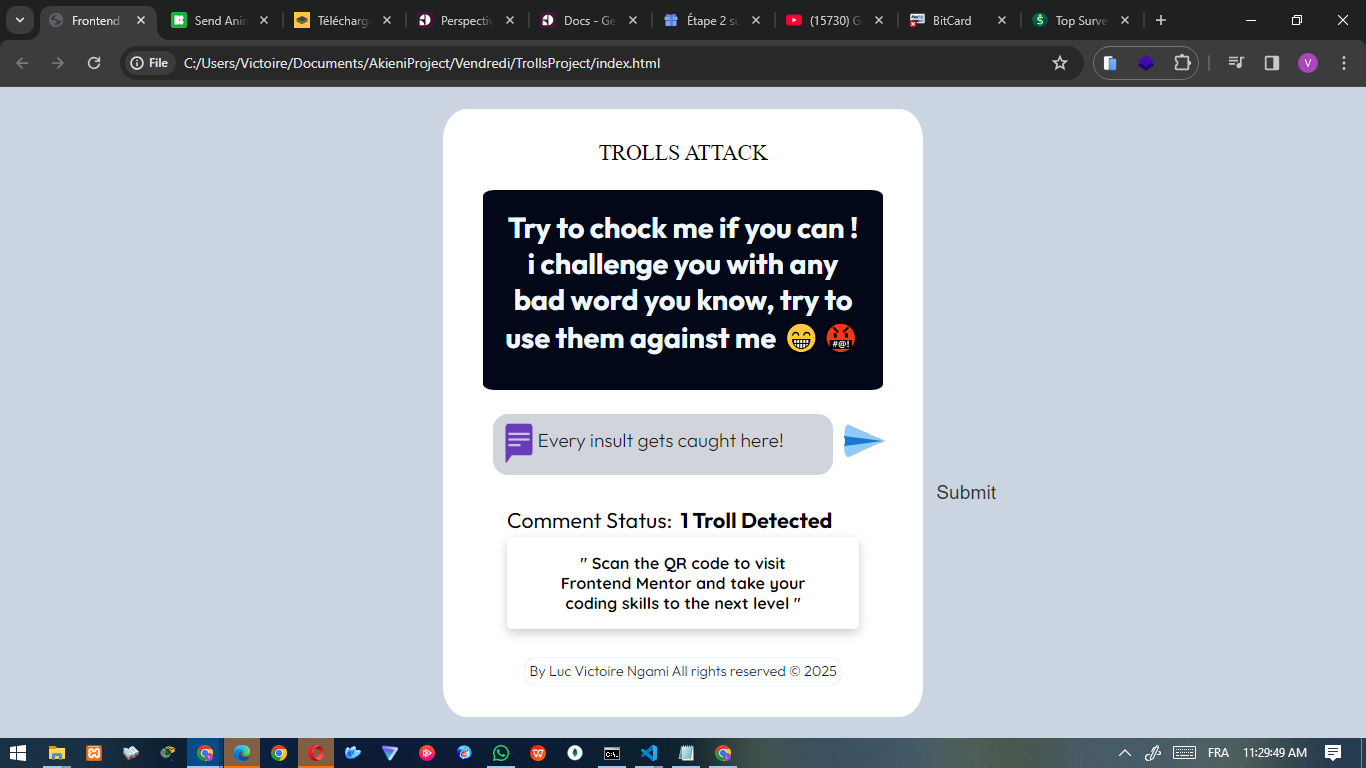 Frontend
Send Anin
Télécharge
Perspectiv
Docs - Ge
Étape 2 su
(15730) G
BitCard
Top Surve
File
C:/Users/Victoire/Documents/AkieniProject/Vendredi/TrollsProject/index.html
V
TROLLS ATTACK
Try to chock me if you can !
i challenge you with any
bad word you know, try to
use them against me 😁 🤬
Every insult gets caught here!
Submit
Comment Status: 1 Troll Detected
" Scan the QR code to visit
Frontend Mentor and take your
coding skills to the next level "
By Luc Victoire Ngami All rights reserved © 2025
FRA
11:29:49 AM